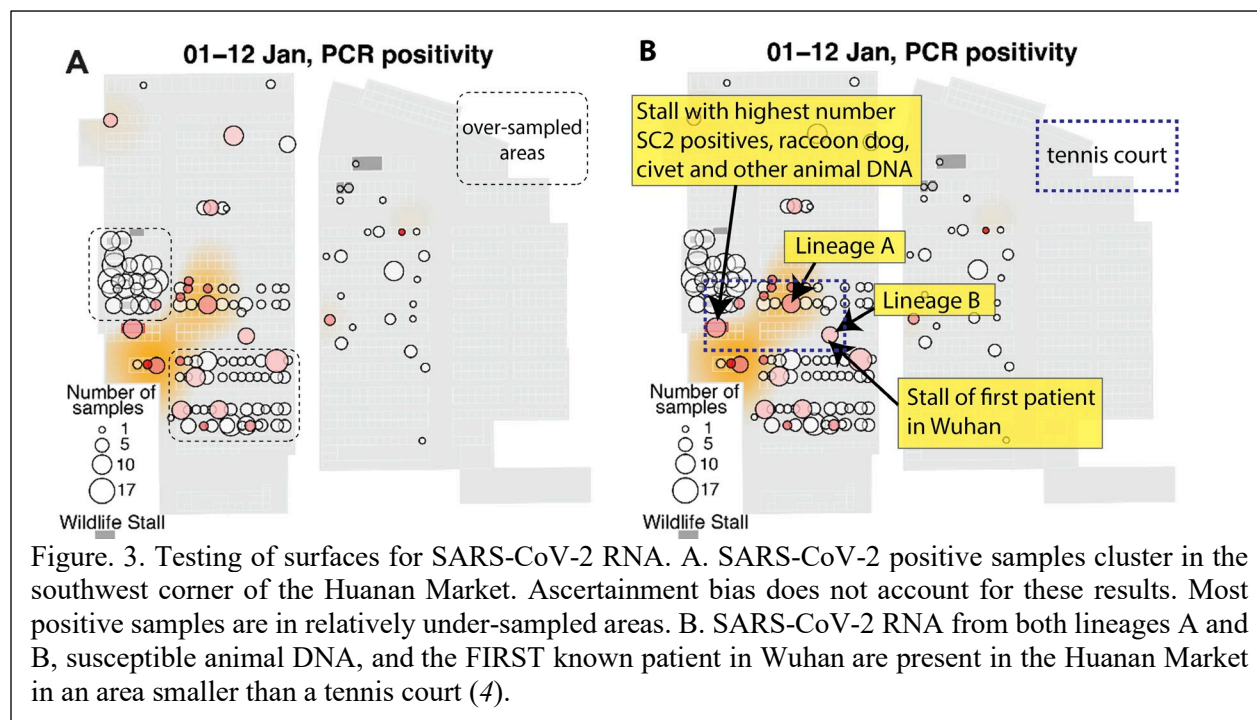 A
01–12 Jan, PCR positivity
over-sampled
areas
Number of
samples
1
5
10
17
Wildlife Stall
B
01–12 Jan, PCR positivity
Stall with highest number
SC2 positives, raccoon dog,
civet and other animal DNA
tennis court
Lineage A
Lineage B
Stall of first patient
in Wuhan
Number of
samples
1
5
10
17
Wildlife Stall
Figure. 3. Testing of surfaces for SARS-CoV-2 RNA. A. SARS-CoV-2 positive samples cluster in the
southwest corner of the Huanan Market. Ascertainment bias does not account for these results. Most
positive samples are in relatively under-sampled areas. B. SARS-CoV-2 RNA from both lineages A and
B, susceptible animal DNA, and the FIRST known patient in Wuhan are present in the Huanan Market
in an area smaller than a tennis court (4).